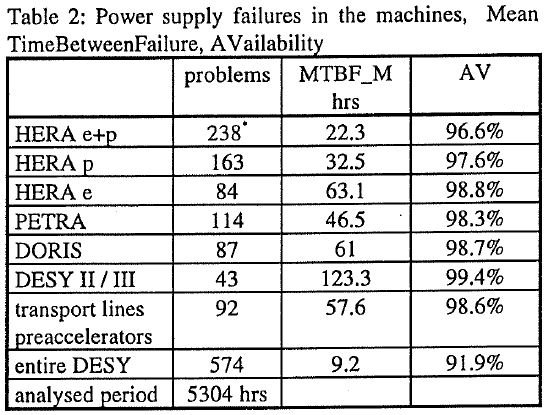 Table 2: Power supply failures in the machines, Mean
TimeBetweenFailure, AVailability
problems MTBF_M AV
hrs
HERA e+p 238* 22.3 96.6%
HERA p 163 32.5 97.6%
HERA e 84 63.1 98.8%
PETRA 114 46.5 98.3%
DORIS 87 61 98.7%
DESY II / III 43 123.3 99.4%
transport lines 92 57.6 98.6%
preaccelerators
entire DESY 574 9.2 91.9%
analysed period 5304 hrs